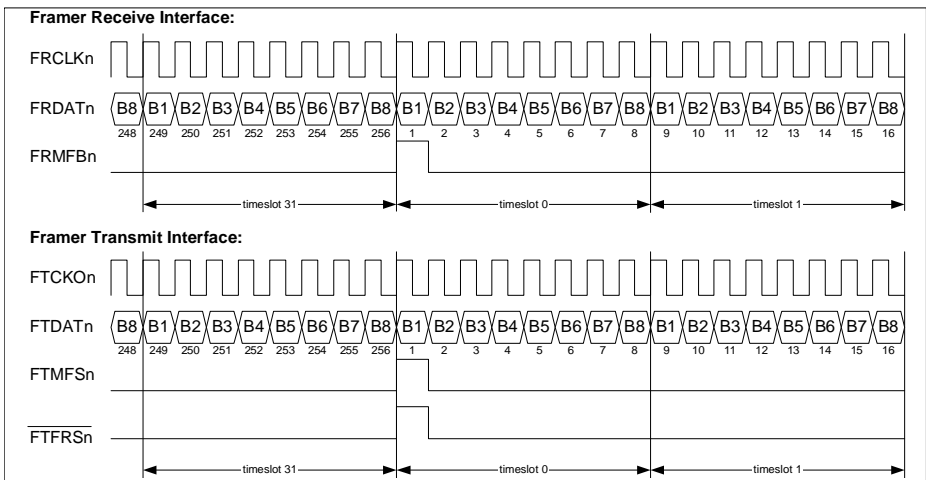 Framer Receive Interface:
FRCLKn
FRDATn B8 B1 B2 B3 B4 B5 B6 B7 B8 B1 B2 B3 B4 B5 B6 B7 B8 B1 B2 B3 B4 B5 B6 B7 B8
248 249 250 251 252 253 254 255 256 1 2 3 4 5 6 7 8 9 10 11 12 13 14 15 16
FRMFBn
timeslot 31 timeslot 0 timeslot 1
Framer Transmit Interface:
FTCKOn
FTDATn B8 B1 B2 B3 B4 B5 B6 B7 B8 B1 B2 B3 B4 B5 B6 B7 B8 B1 B2 B3 B4 B5 B6 B7 B8
248 249 250 251 252 253 254 255 256 1 2 3 4 5 6 7 8 9 10 11 12 13 14 15 16
FTMFSn
FTFRSn
timeslot 31 timeslot 0 timeslot 1